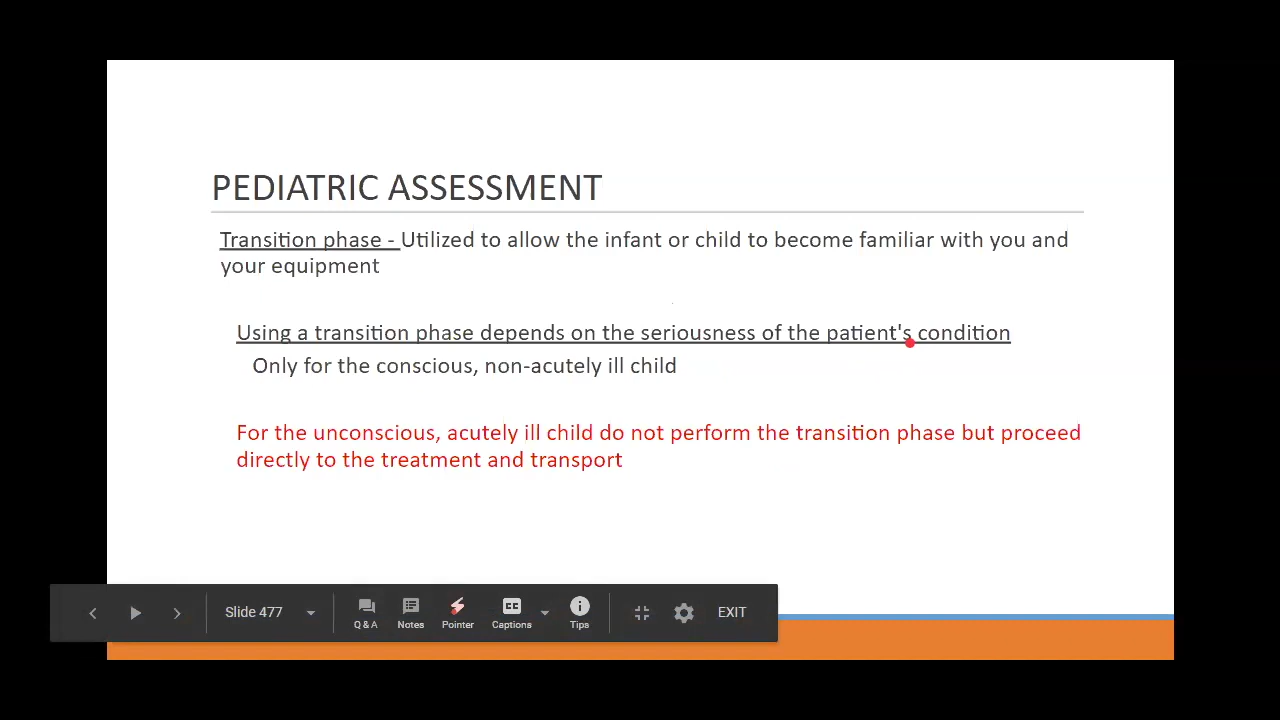 PEDIATRIC ASSESSMENT
Transition phase - Utilized to allow the infant or child to become familiar with you and
your equipment
Using a transition phase depends on the seriousness of the patient's condition
Only for the conscious, non-acutely ill child
For the unconscious, acutely ill child do not perform the transition phase but proceed
directly to the treatment and transport
Slide 477
Q & A
Notes
Pointer
CC
Captions
Tips
EXIT